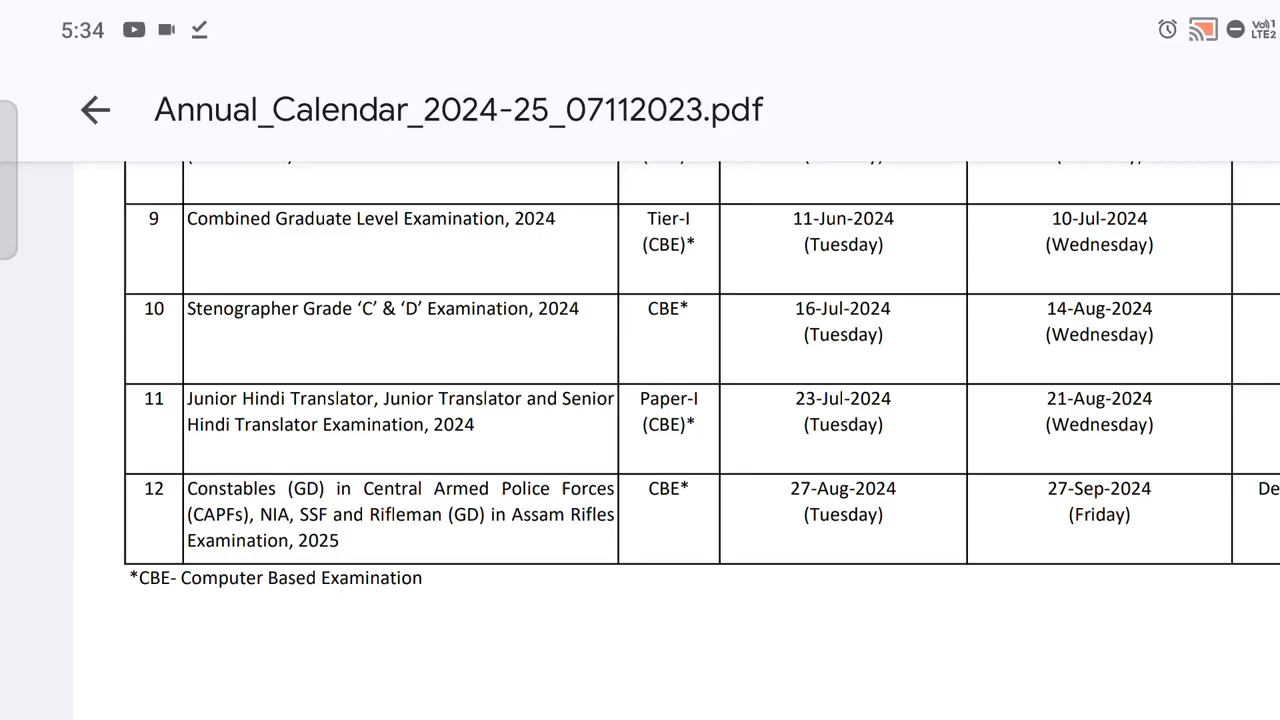 5:34
Vol)1
LTE2
Annual_Calendar_2024-25_07112023.pdf
9 Combined Graduate Level Examination, 2024 Tier-I 11-Jun-2024 10-Jul-2024
(CBE)* (Tuesday) (Wednesday)
10 Stenographer Grade ‘C’ & ‘D’ Examination, 2024 CBE* 16-Jul-2024 14-Aug-2024
(Tuesday) (Wednesday)
11 Junior Hindi Translator, Junior Translator and Senior Paper-I 23-Jul-2024 21-Aug-2024
Hindi Translator Examination, 2024 (CBE)* (Tuesday) (Wednesday)
12 Constables (GD) in Central Armed Police Forces CBE* 27-Aug-2024 27-Sep-2024 De
(CAPFs), NIA, SSF and Rifleman (GD) in Assam Rifles (Tuesday) (Friday)
Examination, 2025
*CBE- Computer Based Examination